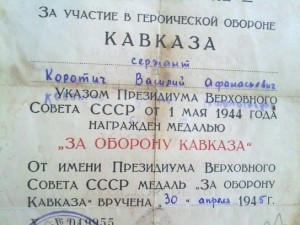 За участие в героической обороне
КАВКАЗА
сержант
Коротич Василий Афанасьевич
Указом Президиума Верховного
Совета СССР от 1 мая 1944 года
НАГРАЖДЕН МЕДАЛЬЮ
„ЗА ОБОРОНУ КАВКАЗА“
От имени Президиума Верховного
Совета СССР медаль „За оборону
Кавказа“ вручена „30“ апреля 1945г.